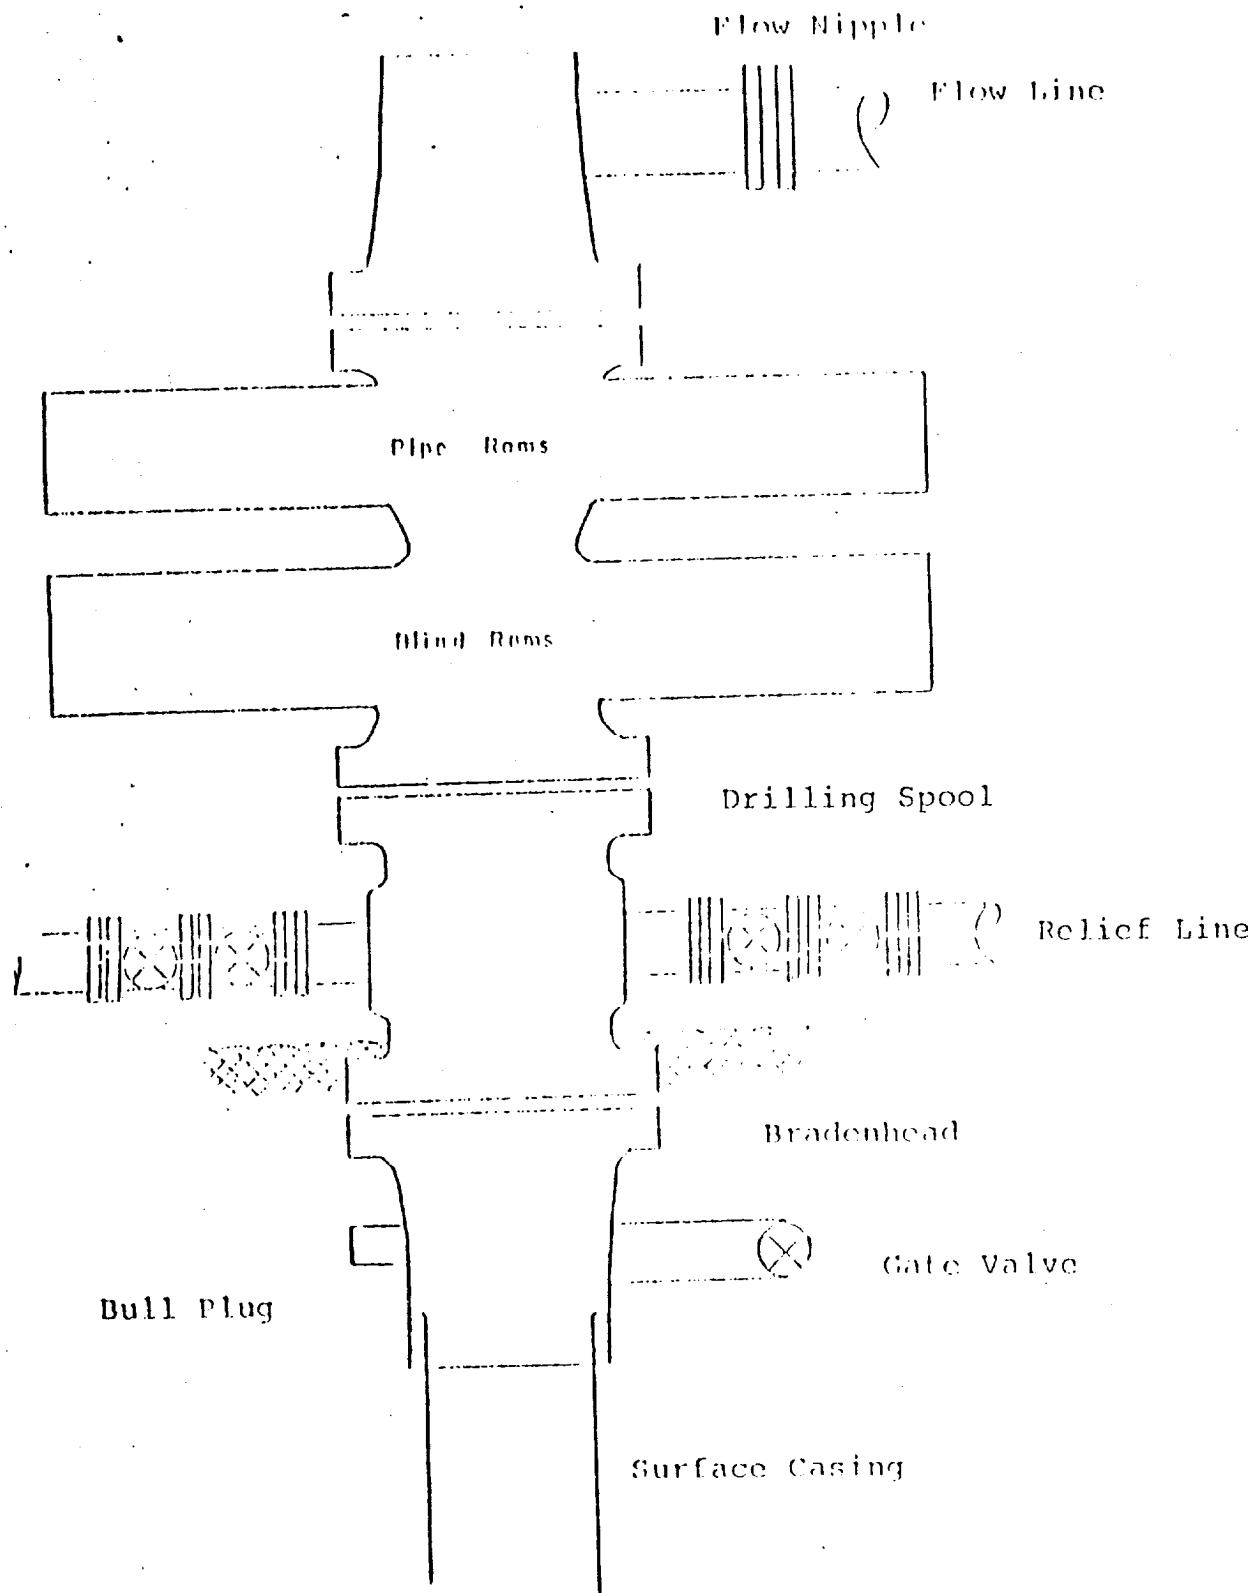 Flow Nipple
Flow Line
Pipe Rams
Blind Rams
Drilling Spool
Relief Line
Bradenhead
Gate Valve
Bull Plug
Surface Casing